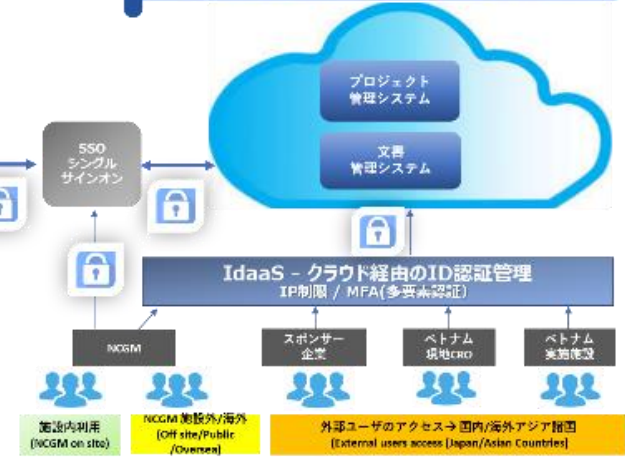 プロジェクト
管理システム
SSO
シングル
サインオン
文書
管理システム
IdaaS - クラウド経由のID認証管理
IP制限 / MFA(多要素認証)
NCGM
スポンサー
企業
ベトナム
現地CRO
ベトナム
実施施設
施設内利用
(NCGM on site)
NCGM 施設外/海外
(Off site/Public
/Oversea)
外部ユーザのアクセス→ 国内/海外アジア諸国
(External users access (Japan/Asian Countries)